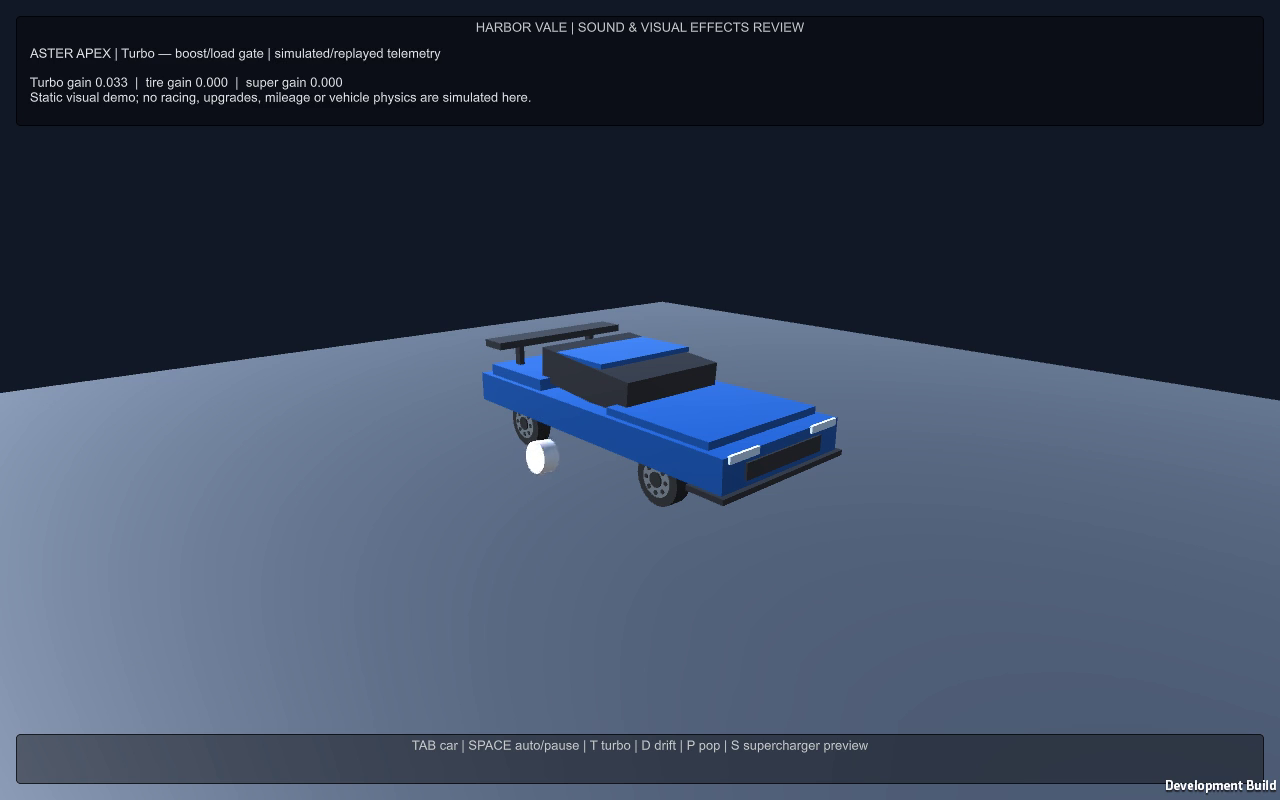 HARBOR VALE | SOUND & VISUAL EFFECTS REVIEW
ASTER APEX | Turbo — boost/load gate | simulated/replayed telemetry
Turbo gain 0.033 | tire gain 0.000 | super gain 0.000
Static visual demo; no racing, upgrades, mileage or vehicle physics are simulated here.
TAB car | SPACE auto/pause | T turbo | D drift | P pop | S supercharger preview
Development Build